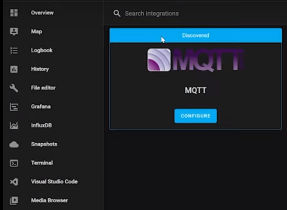 Overview
Map
Logbook
History
File editor
Grafana
InfluxDB
Snapshots
Terminal
Visual Studio Code
Media Browser
Search integrations
Discovered
MQTT
MQTT
CONFIGURE